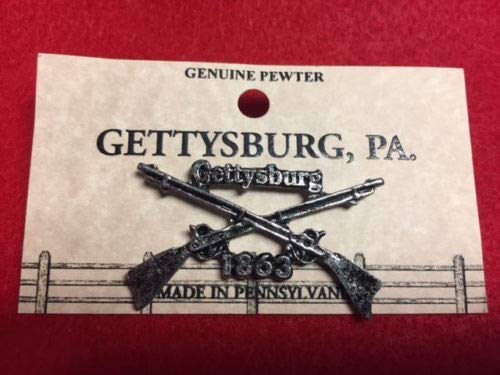 GENUINE PEWTER
GETTYSBURG, PA.
Gettysburg
1863
MADE IN PENNSYLVAN